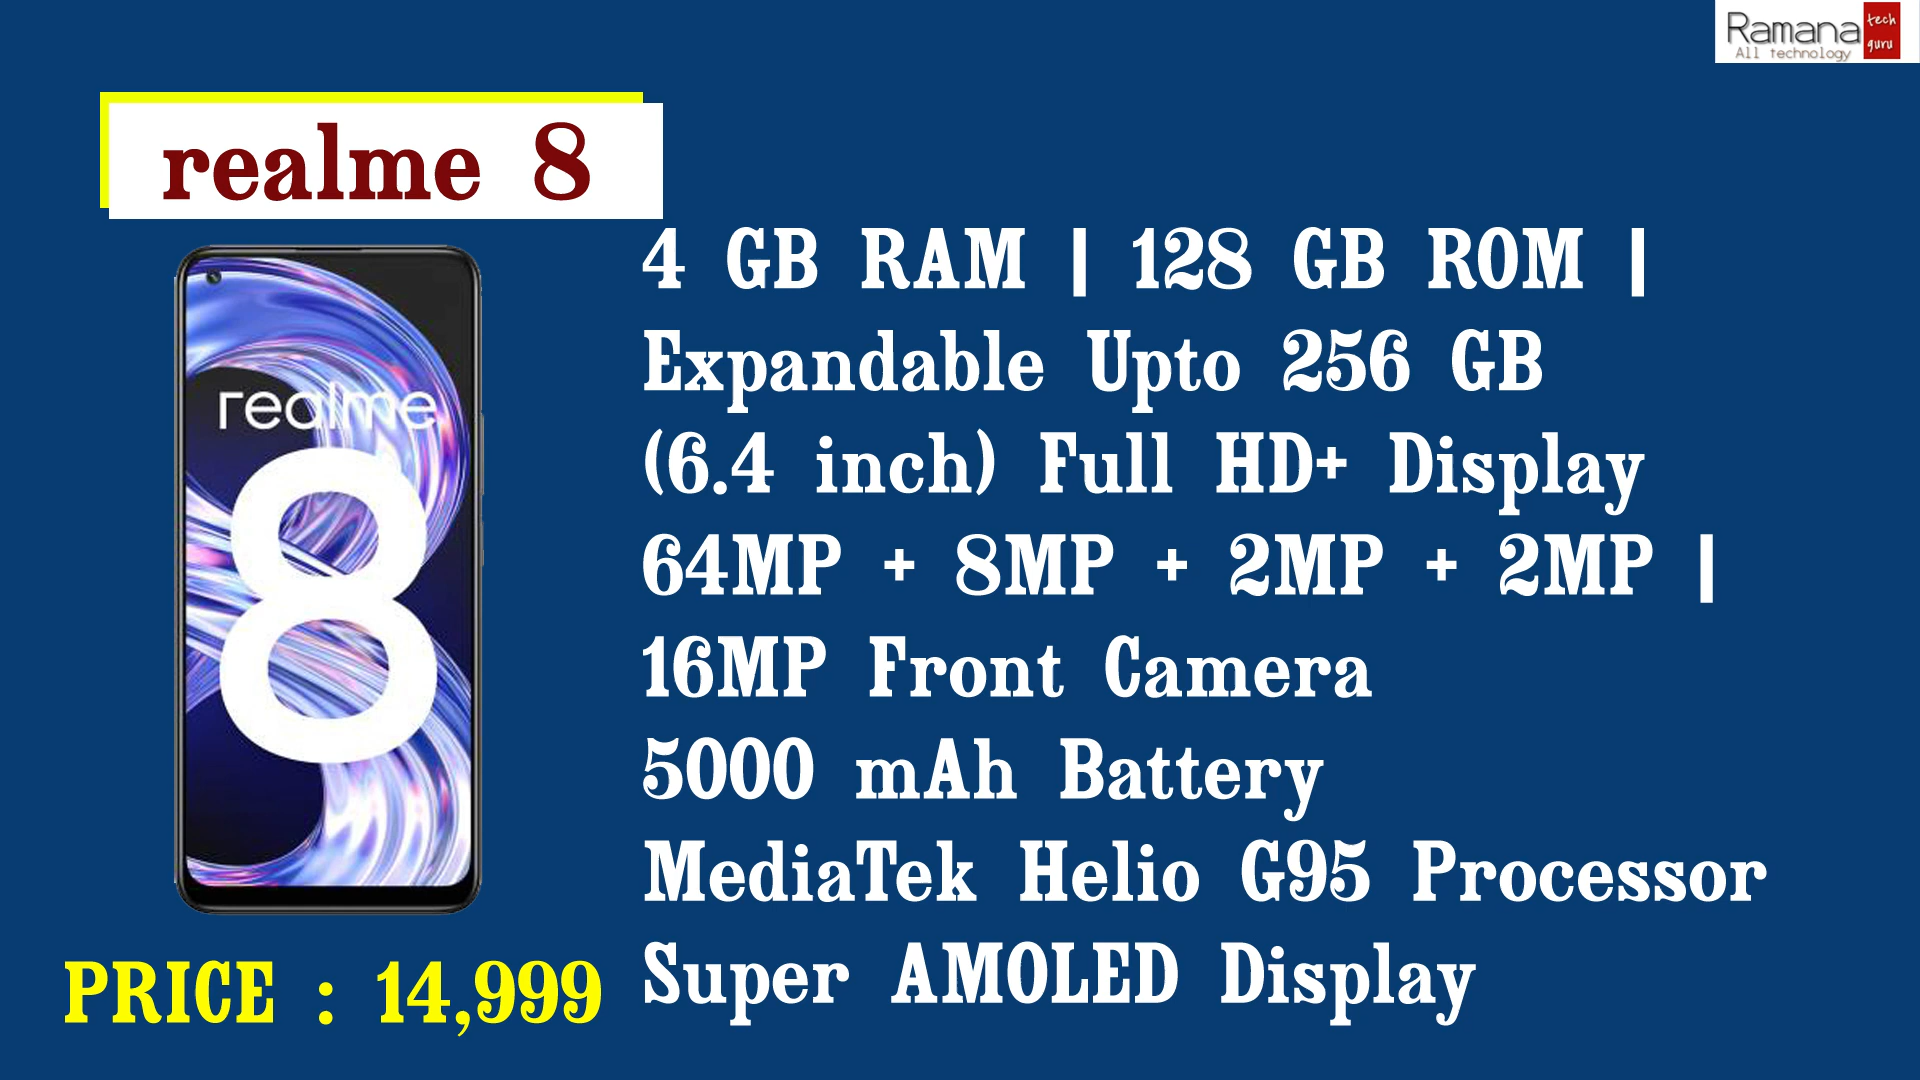 Ramana tech
All technology guru
realme 8
realme
8
4 GB RAM | 128 GB ROM |
Expandable Upto 256 GB
(6.4 inch) Full HD+ Display
64MP + 8MP + 2MP + 2MP |
16MP Front Camera
5000 mAh Battery
MediaTek Helio G95 Processor
Super AMOLED Display
PRICE : 14,999